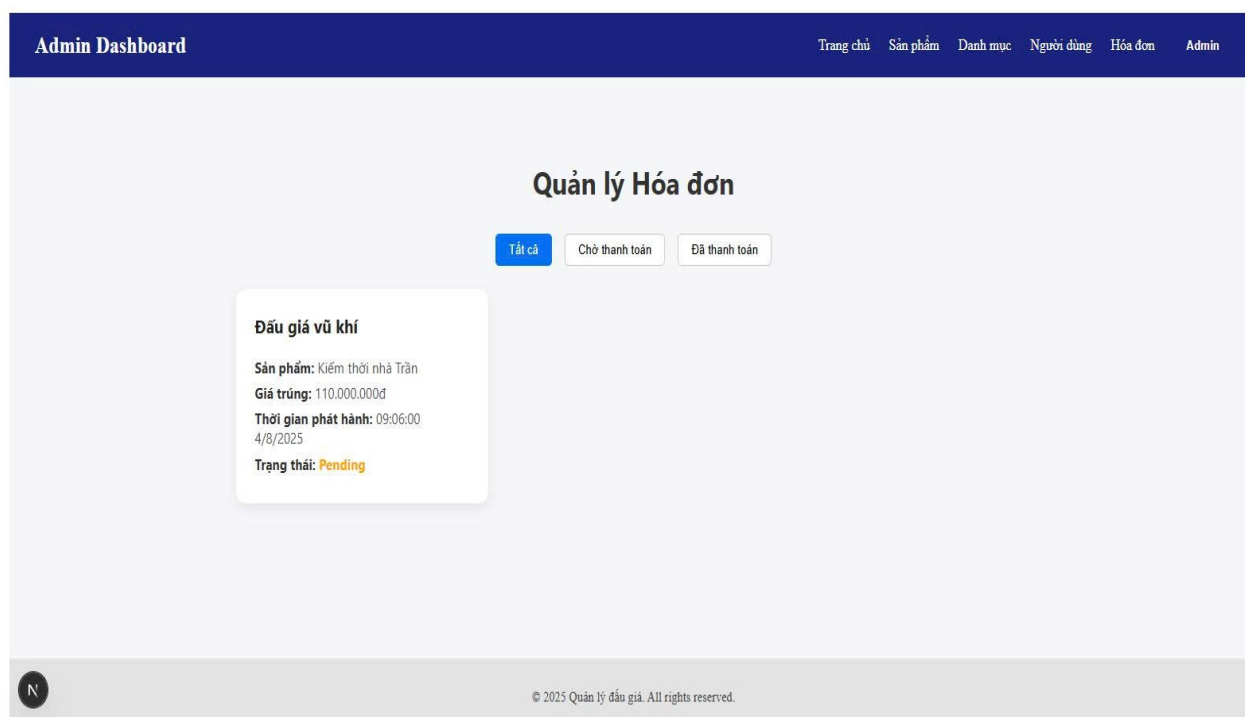 Admin Dashboard
Trang chủ Sản phẩm Danh mục Người dùng Hóa đơn Admin
Quản lý Hóa đơn
Tất cả Chờ thanh toán Đã thanh toán
Đấu giá vũ khí
Sản phẩm: Kiếm thời nhà Trần
Giá trúng: 110.000.000đ
Thời gian phát hành: 09:06:00
4/8/2025
Trạng thái: Pending
N
© 2025 Quản lý đấu giá. All rights reserved.